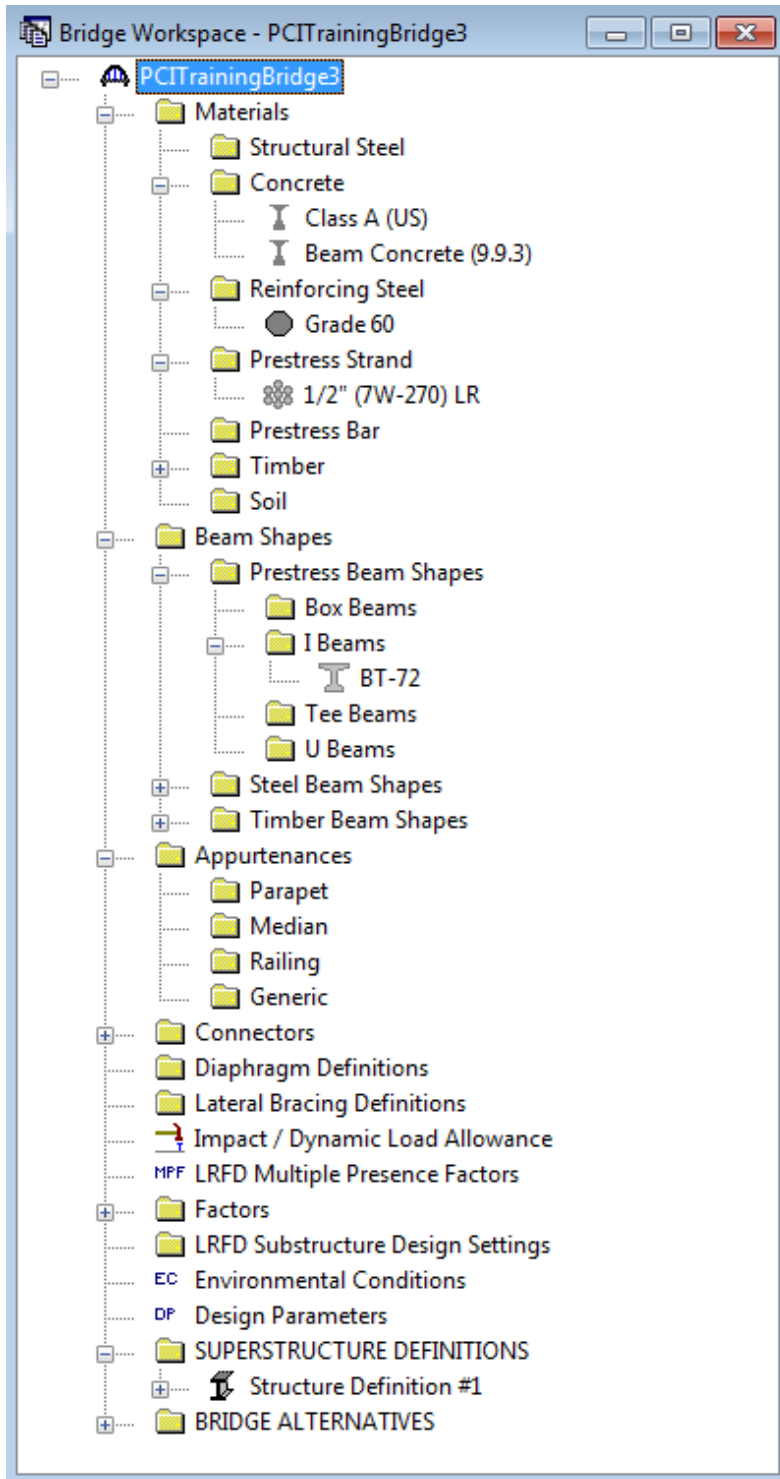 Bridge Workspace - PCITrainingBridge3
PCITrainingBridge3
Materials
Structural Steel
Concrete
Class A (US)
Beam Concrete (9.9.3)
Reinforcing Steel
Grade 60
Prestress Strand
1/2" (7W-270) LR
Prestress Bar
Timber
Soil
Beam Shapes
Prestress Beam Shapes
Box Beams
I Beams
BT-72
Tee Beams
U Beams
Steel Beam Shapes
Timber Beam Shapes
Appurtenances
Parapet
Median
Railing
Generic
Connectors
Diaphragm Definitions
Lateral Bracing Definitions
Impact / Dynamic Load Allowance
MPF LRFD Multiple Presence Factors
Factors
LRFD Substructure Design Settings
EC Environmental Conditions
DP Design Parameters
SUPERSTRUCTURE DEFINITIONS
Structure Definition #1
BRIDGE ALTERNATIVES